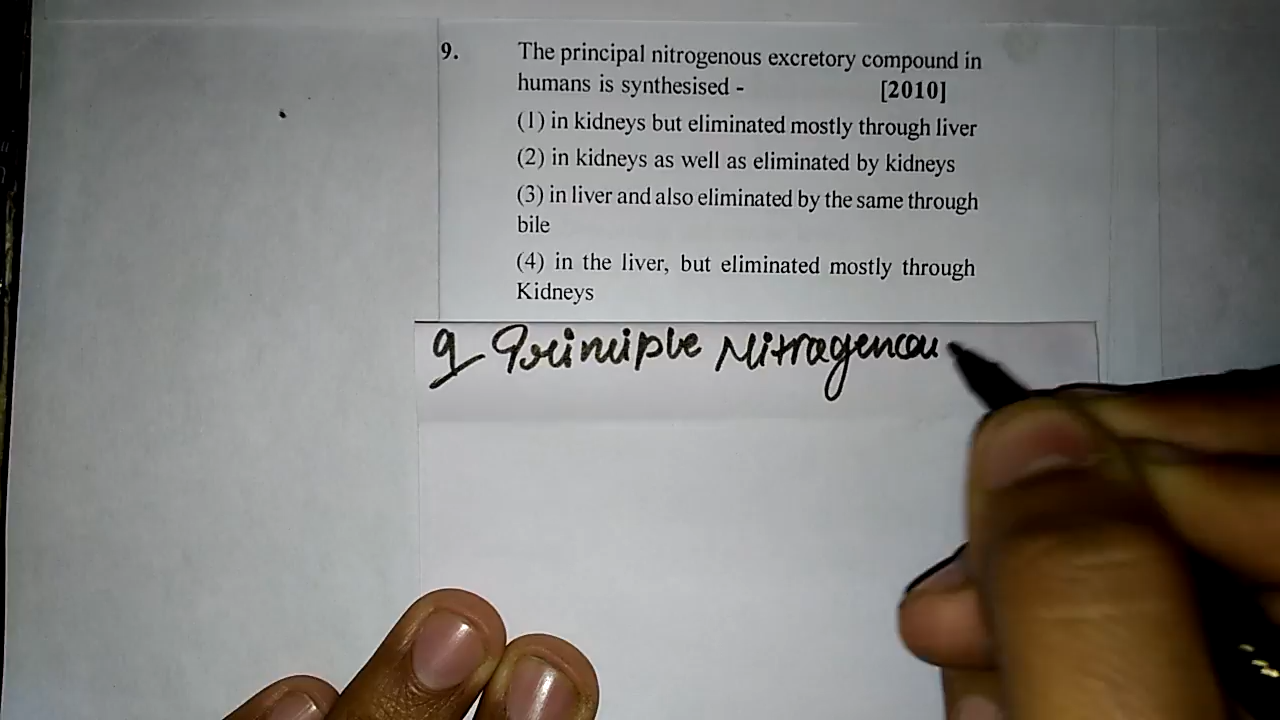 9. The principal nitrogenous excretory compound in
humans is synthesised - [2010]
(1) in kidneys but eliminated mostly through liver
(2) in kidneys as well as eliminated by kidneys
(3) in liver and also eliminated by the same through
bile
(4) in the liver, but eliminated mostly through
Kidneys
9 Principle Nitragenou